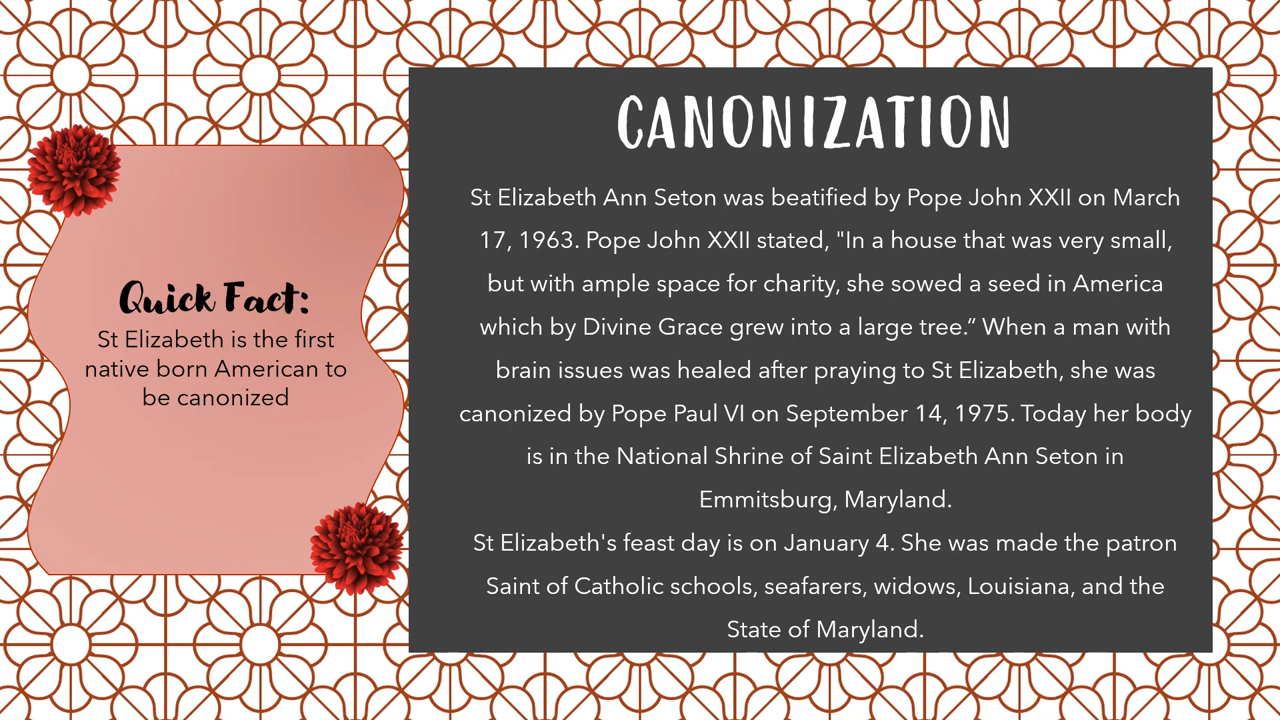 CANONIZATION
St Elizabeth Ann Seton was beatified by Pope John XXII on March
17, 1963. Pope John XXII stated, "In a house that was very small,
but with ample space for charity, she sowed a seed in America
which by Divine Grace grew into a large tree.“ When a man with
brain issues was healed after praying to St Elizabeth, she was
canonized by Pope Paul VI on September 14, 1975. Today her body
is in the National Shrine of Saint Elizabeth Ann Seton in
Emmitsburg, Maryland.
St Elizabeth's feast day is on January 4. She was made the patron
Saint of Catholic schools, seafarers, widows, Louisiana, and the
State of Maryland.
Quick Fact:
St Elizabeth is the first
native born American to
be canonized